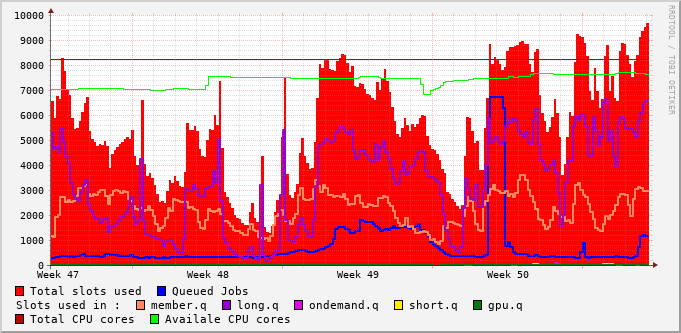 10000
9000
8000
7000
6000
5000
4000
3000
2000
1000
0
Week 47 Week 48 Week 49 Week 50
Total slots used Queued Jobs
Slots used in : member.q long.q ondemand.q short.q gpu.q
Total CPU cores Availale CPU cores
RRDTOOL / TOBI OETIKER